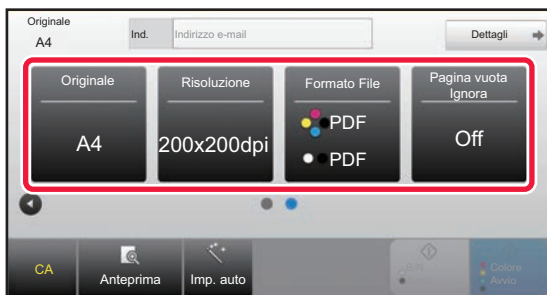 Originale
A4
Ind.
Indirizzo e-mail
Dettagli
Originale
A4
Risoluzione
200x200dpi
Formato File
PDF
PDF
Pagina vuota
Ignora
Off
CA
Anteprima
Imp. auto
B/N
Colore
Avvio